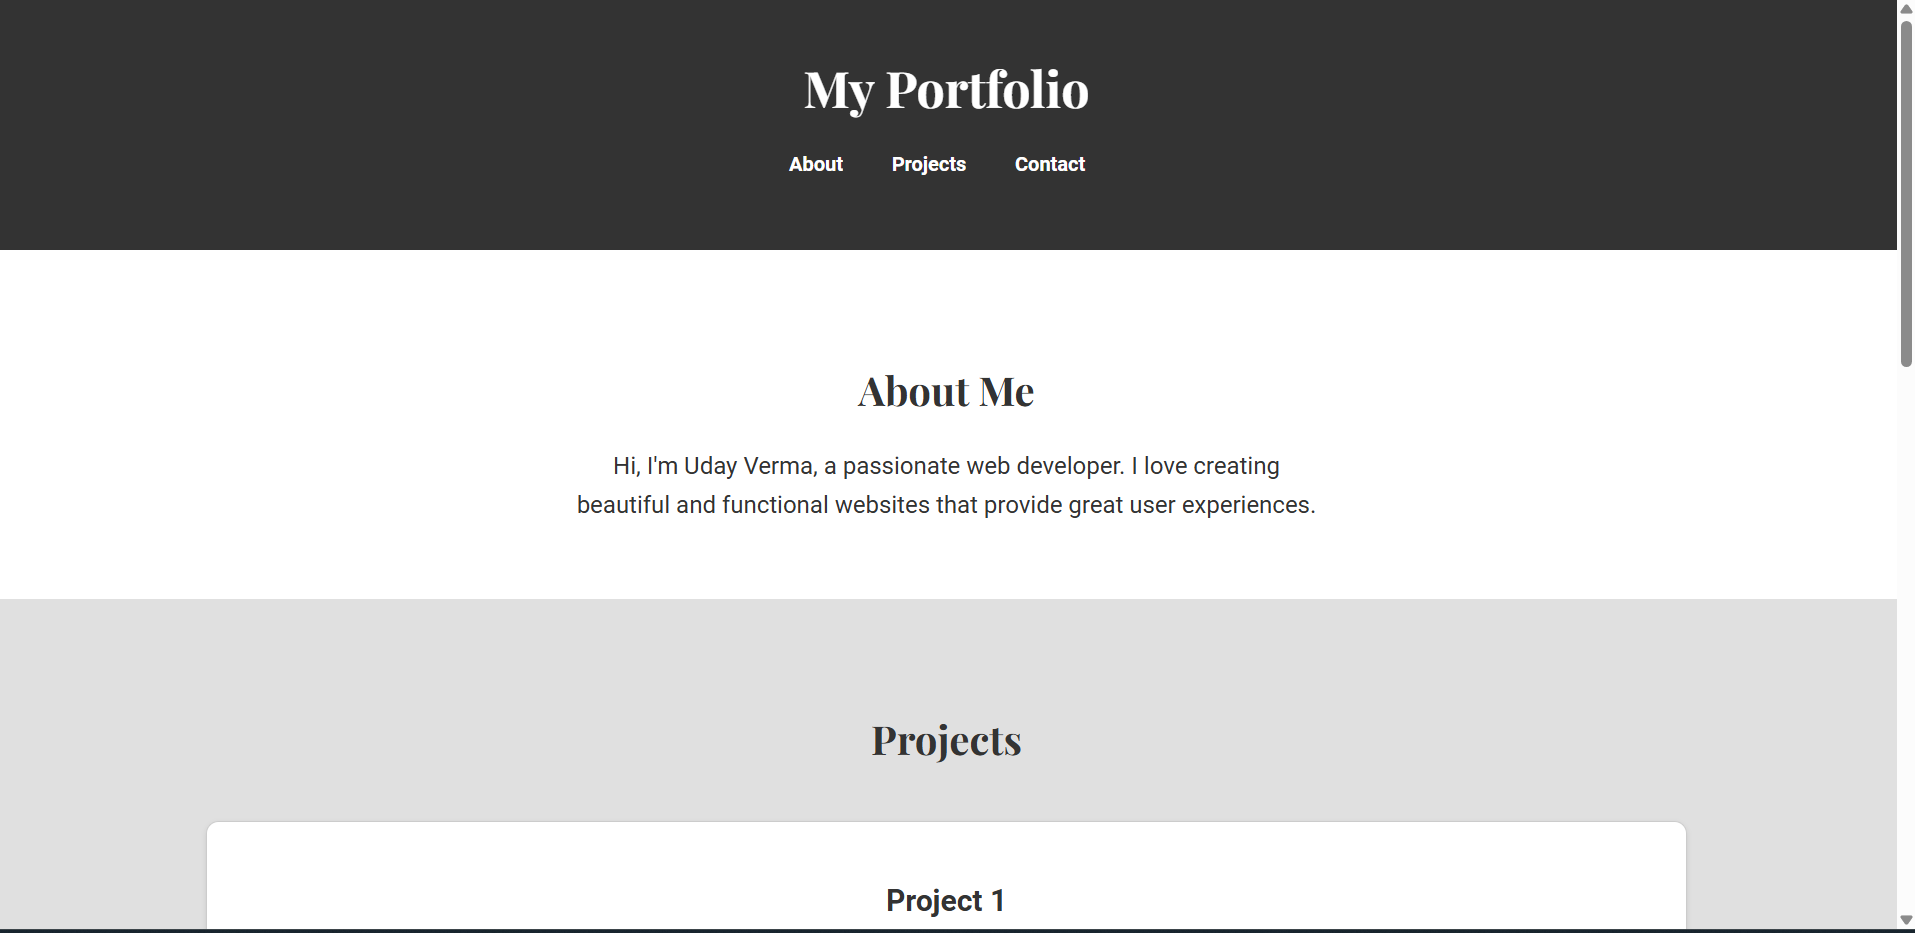 My Portfolio
About Projects Contact
About Me
Hi, I'm Uday Verma, a passionate web developer. I love creating
beautiful and functional websites that provide great user experiences.
Projects
Project 1